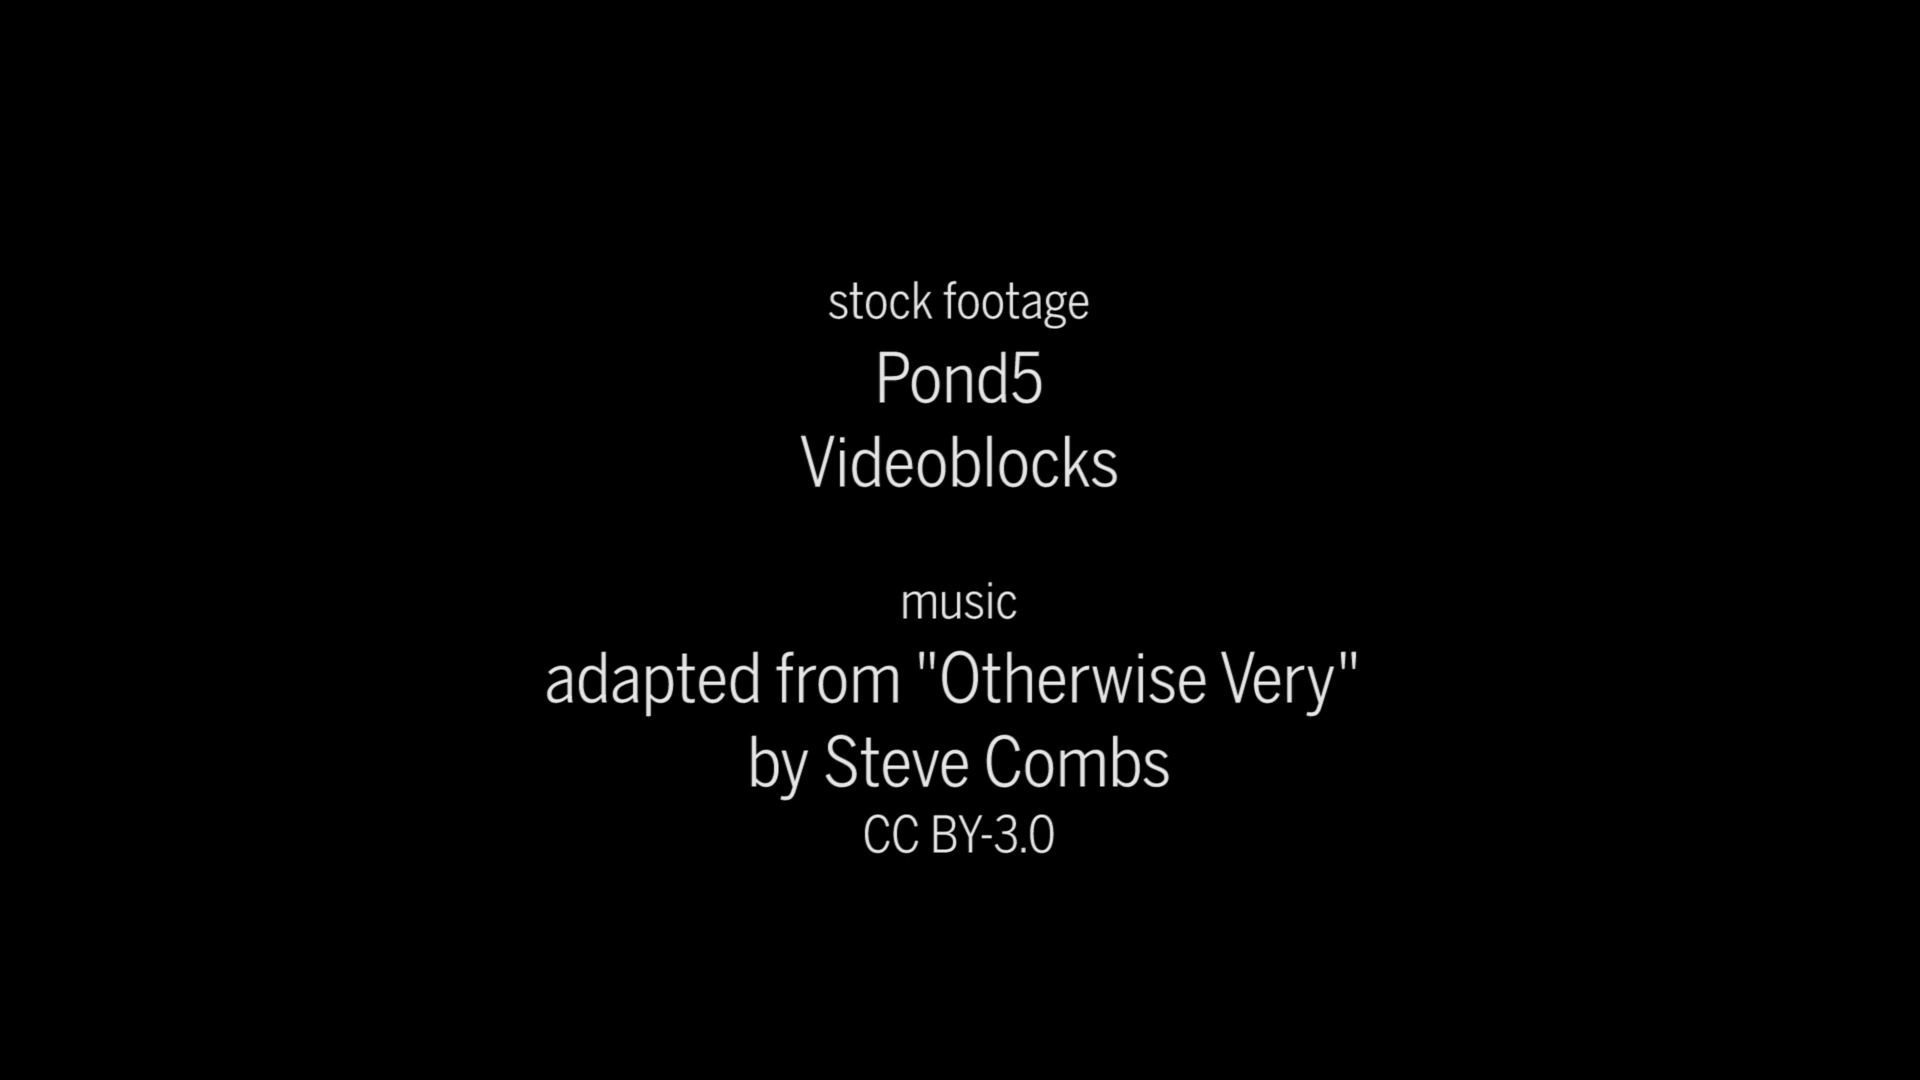 stock footage
Pond5
Videoblocks
music
adapted from "Otherwise Very"
by Steve Combs
CC BY-3.0